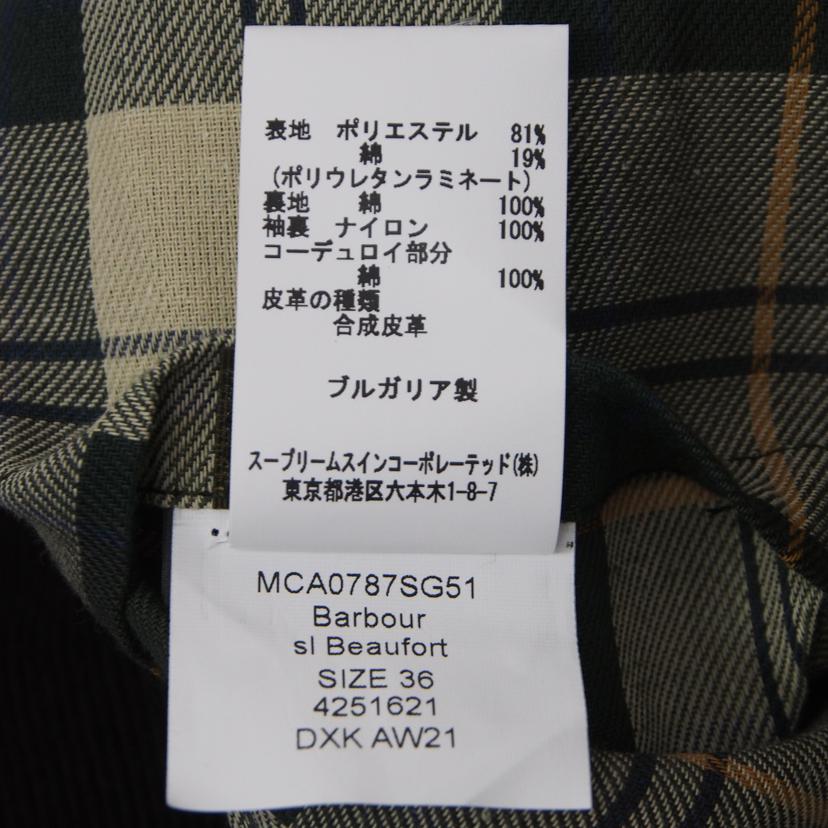 表地 ポリエステル 81%
綿 19%
(ポリウレタンラミネート)
裏地 綿 100%
袖裏 ナイロン 100%
コーデュロイ部分
綿 100%
皮革の種類
合成皮革
ブルガリア製
スープリームスインコーポレーテッド(株)
東京都港区六本木1-8-7
MCA0787SG51
Barbour
sl Beaufort
SIZE 36
4251621
DXK AW21